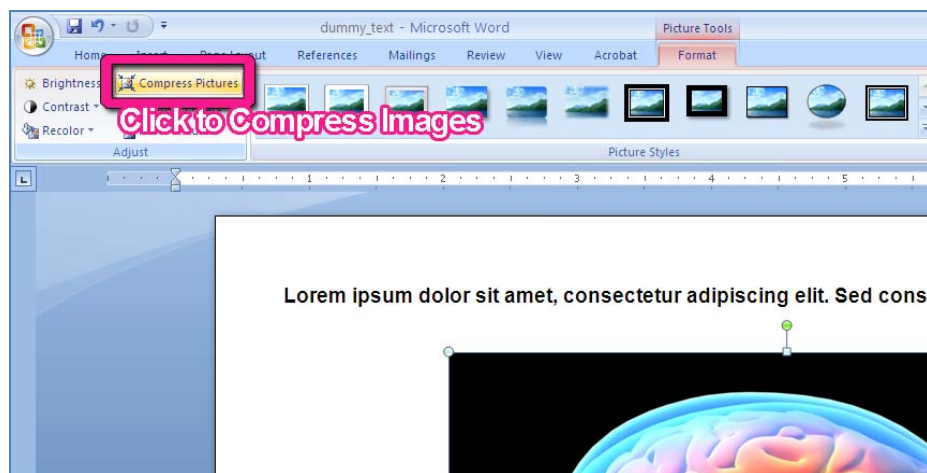 dummy_text - Microsoft Word
Picture Tools
Home
References
Mailings
Review
View
Acrobat
Format
Brightness
Compress Pictures
Contrast
Click to Compress Images
Recolor
Adjust
Picture Styles
L
1 2 3 4 5
Lorem ipsum dolor sit amet, consectetur adipiscing elit. Sed cons